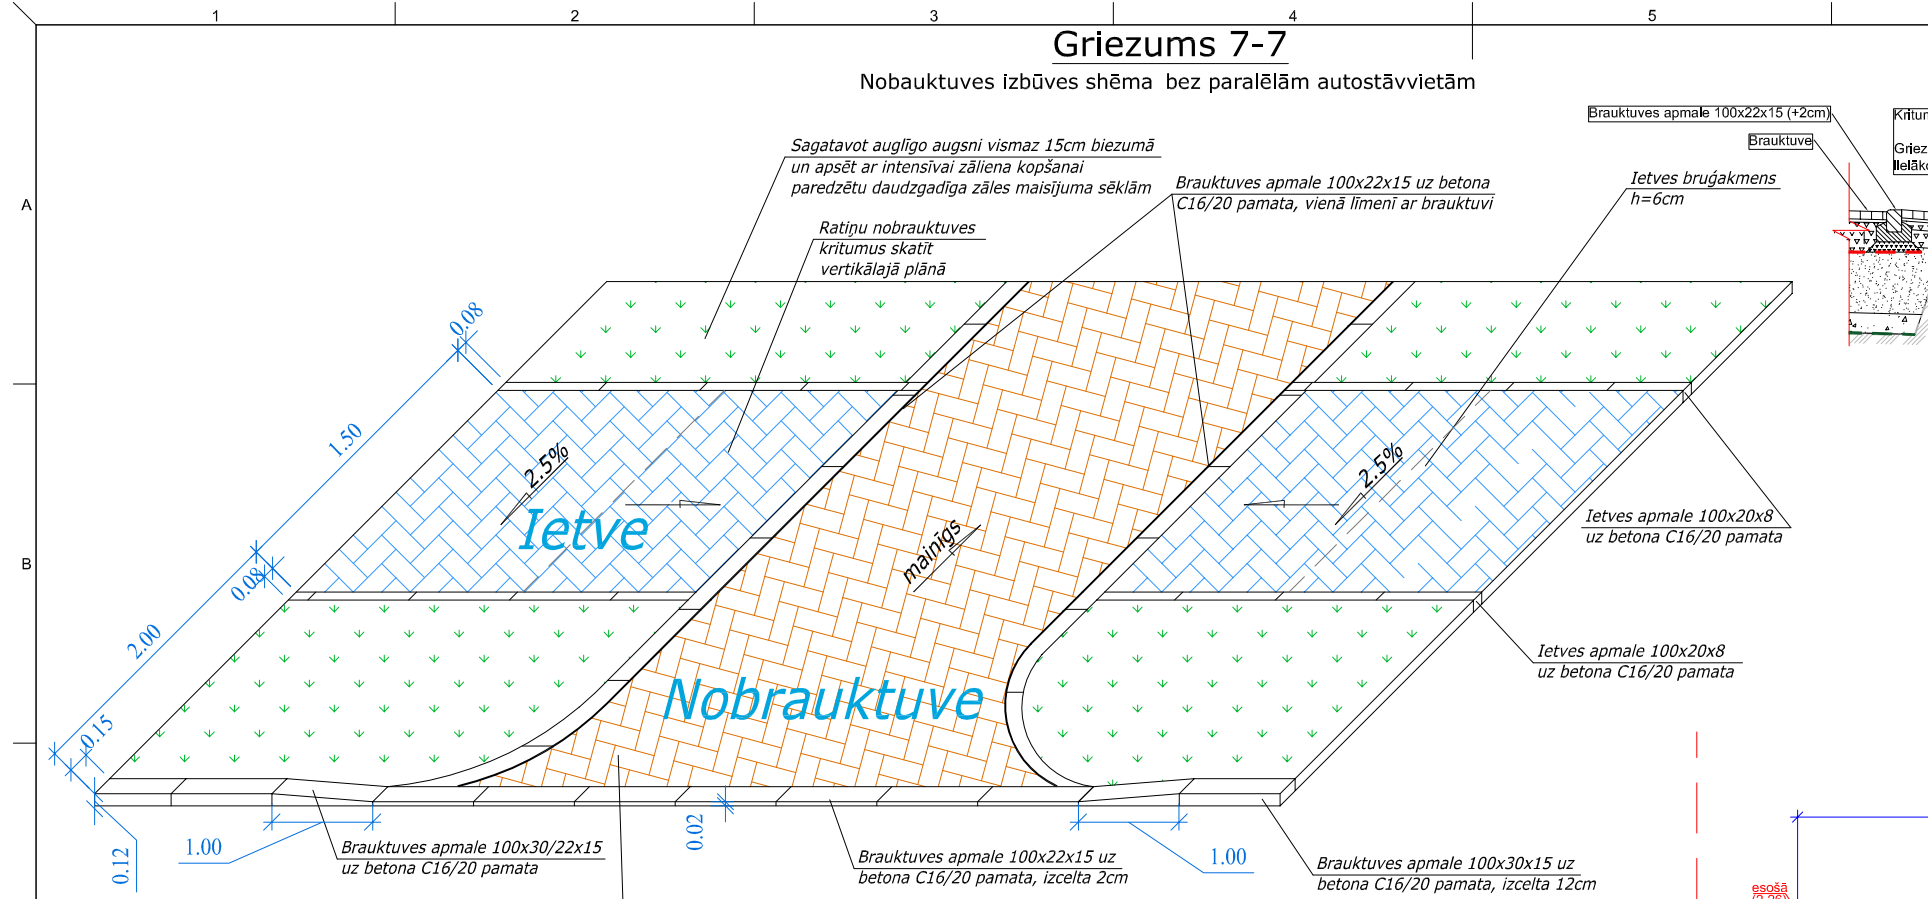 1
2
3
4
5
Griezums 7-7
Nobauktuves izbūves shēma bez paralēlām autostāvvietām
Brauktuves apmale 100x22x15 (+2cm)
Brauktuve
A
Sagatavot auglīgo augsni vismaz 15cm biezumā
un apsēt ar intensīvai zāliena kopšanai
paredzētu daudzgadīga zāles maisījuma sēklām
Brauktuves apmale 100x22x15 uz betona
C16/20 pamata, vienā līmenī ar brauktuvi
Ietves bruģakmens
h=6cm
Ratiņu nobrauktuves
kritumus skatīt
vertikālajā plānā
0.08
1.50
0.08
2.00
0.15
2.5%
Ietve
2.5%
mainīgs
B
Ietves apmale 100x20x8
uz betona C16/20 pamata
Ietves apmale 100x20x8
uz betona C16/20 pamata
Nobrauktuve
0.12
1.00
Brauktuves apmale 100x30/22x15
uz betona C16/20 pamata
0.02
Brauktuves apmale 100x22x15 uz
betona C16/20 pamata, izcelta 2cm
1.00
Brauktuves apmale 100x30x15 uz
betona C16/20 pamata, izcelta 12cm
esošā